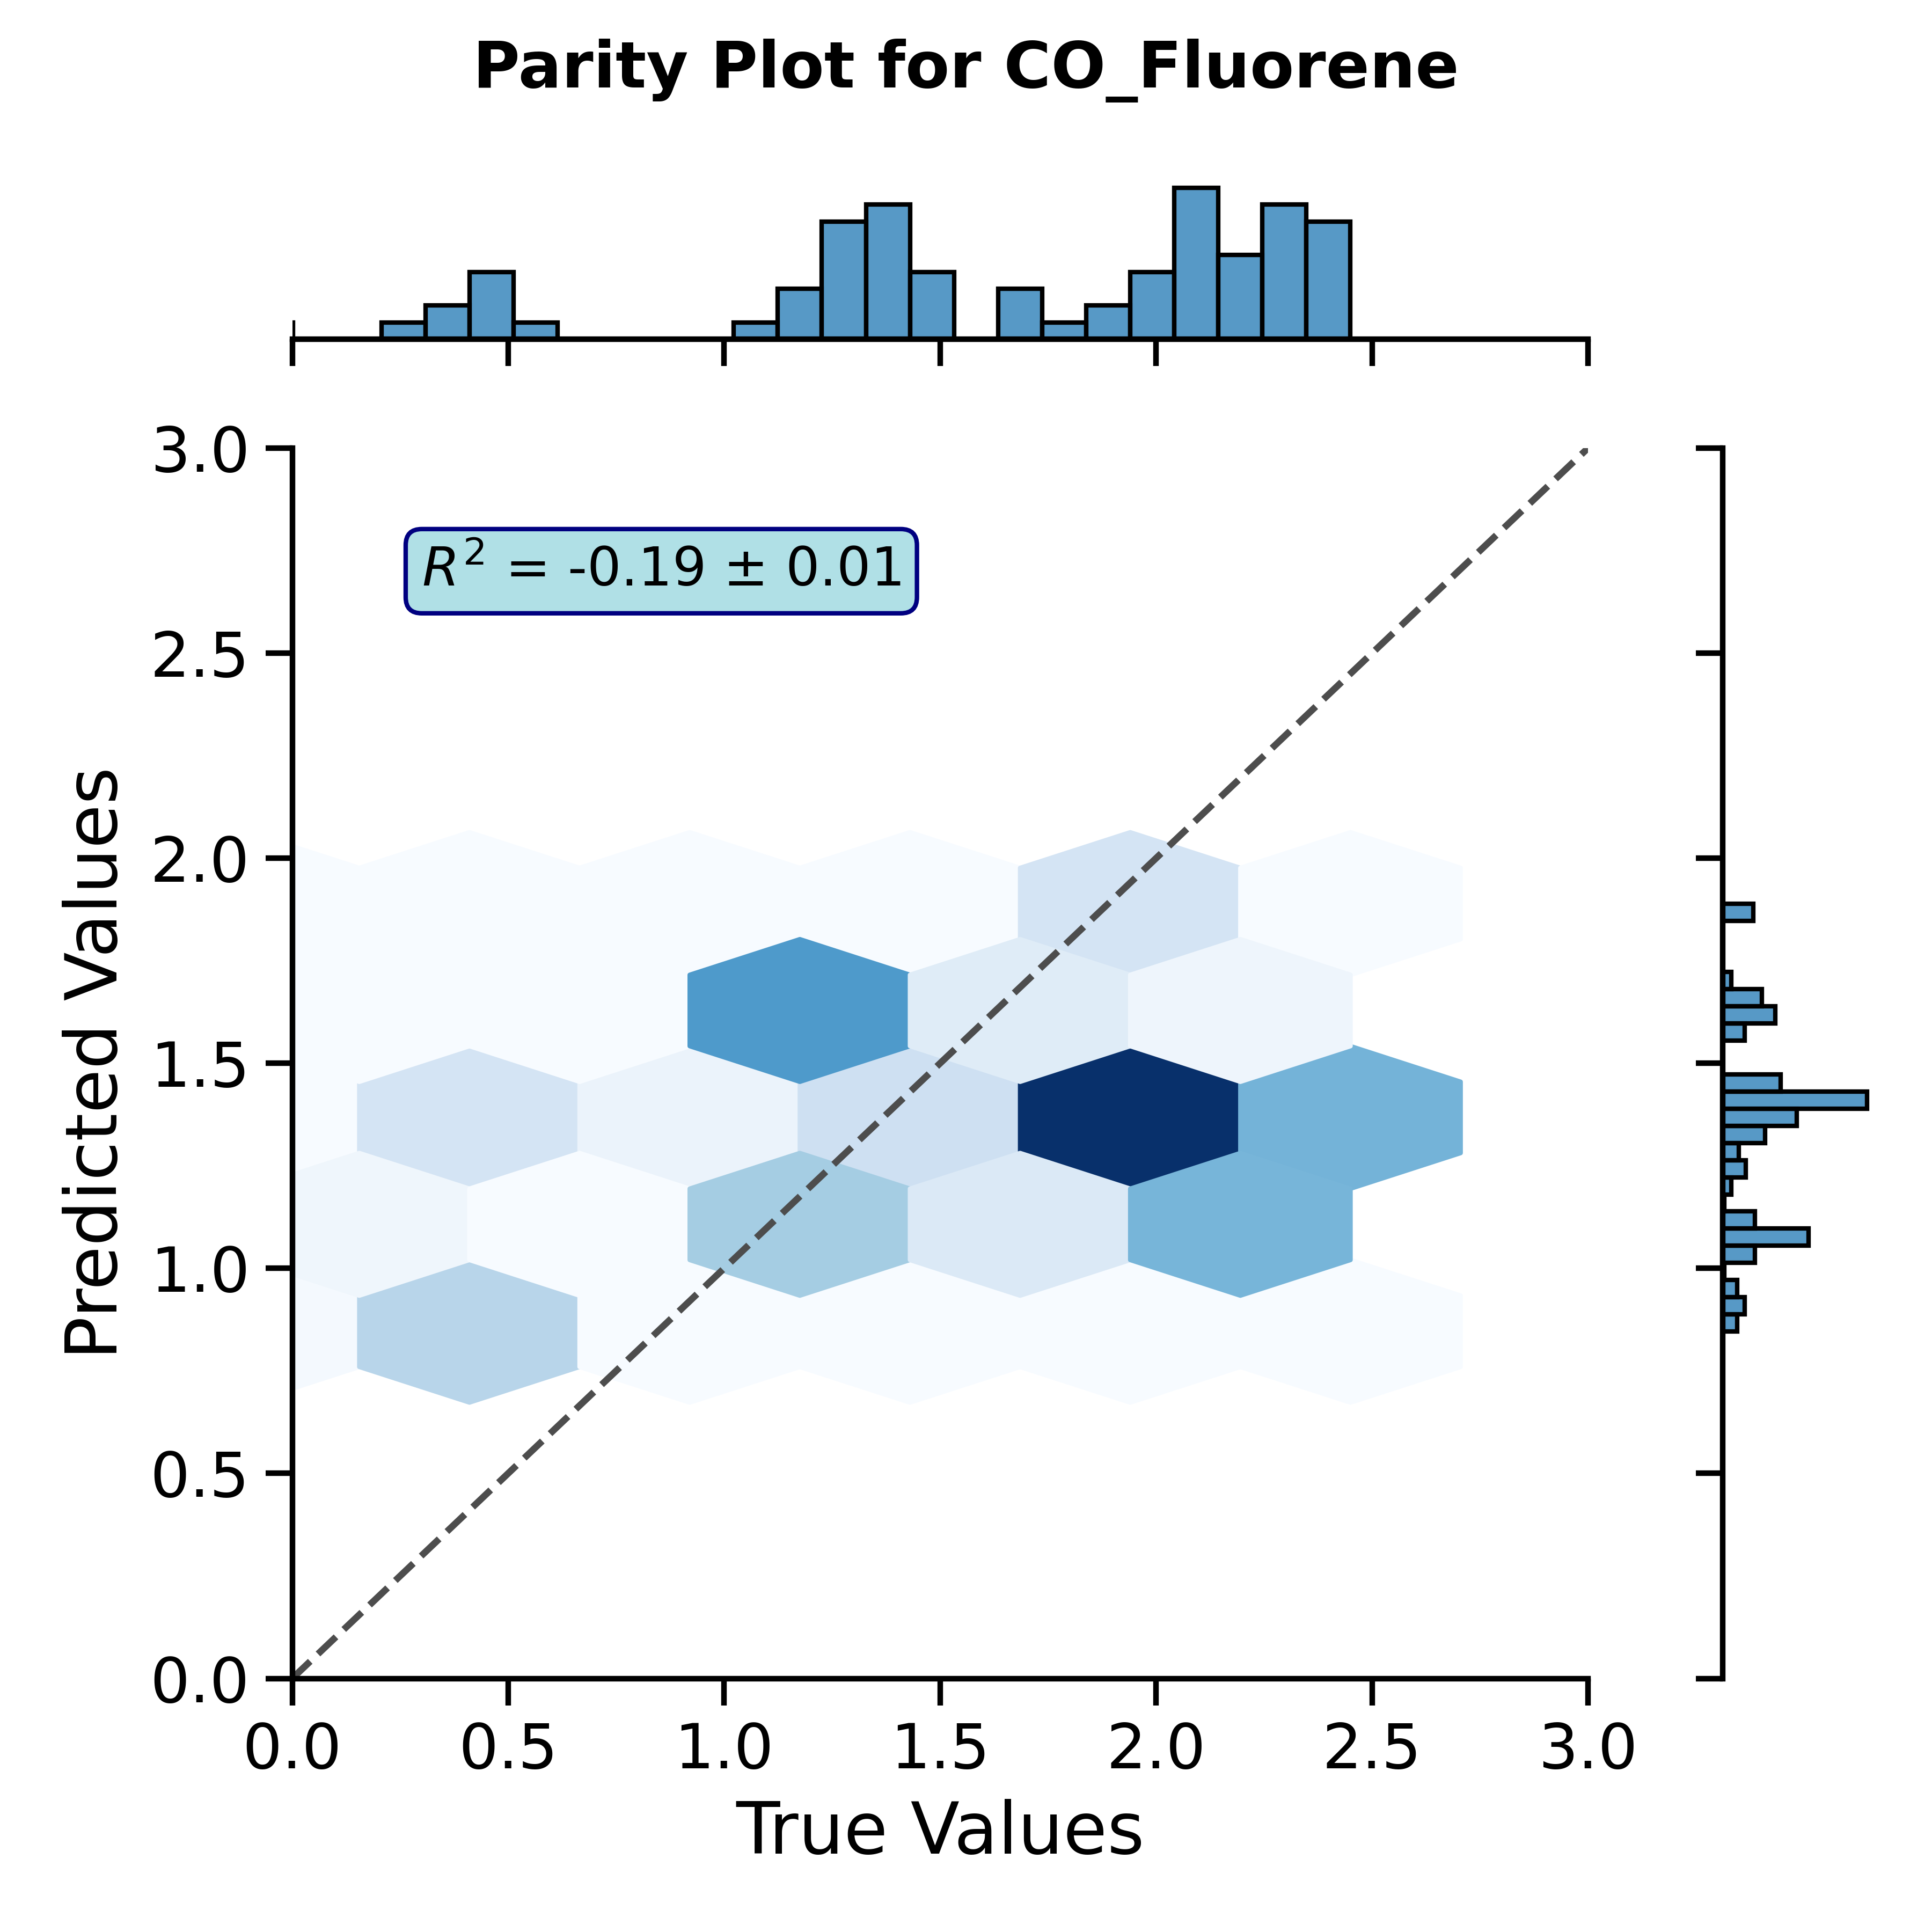 Parity Plot for CO_Fluorene
R² = -0.19 ± 0.01
Predicted Values
3.0
2.5
2.0
1.5
1.0
0.5
0.0
0.0 0.5 1.0 1.5 2.0 2.5 3.0
True Values